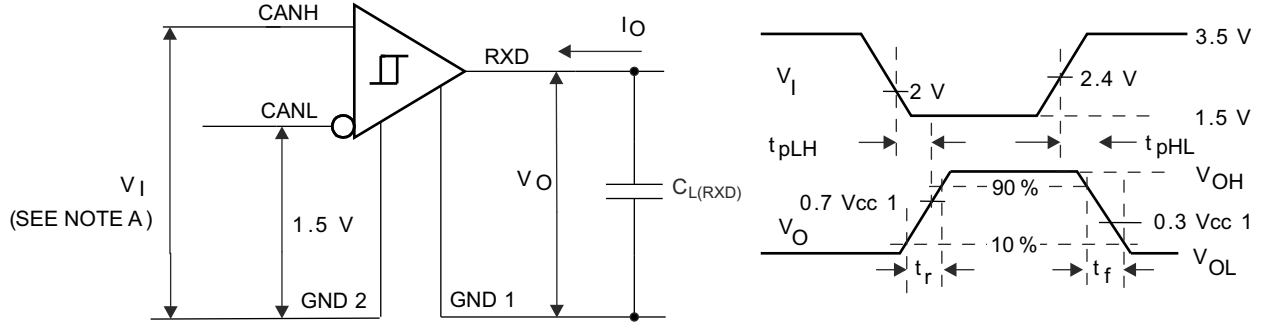 CANH
I_O
RXD
CANL
V_I
(SEE NOTE A)
1.5 V
V_O
C_L(RXD)
GND 2
GND 1
3.5 V
V_I
2 V
2.4 V
1.5 V
t_pLH
t_pHL
V_OH
90 %
0.7 Vcc 1
0.3 Vcc 1
V_O
10 %
V_OL
t_r
t_f